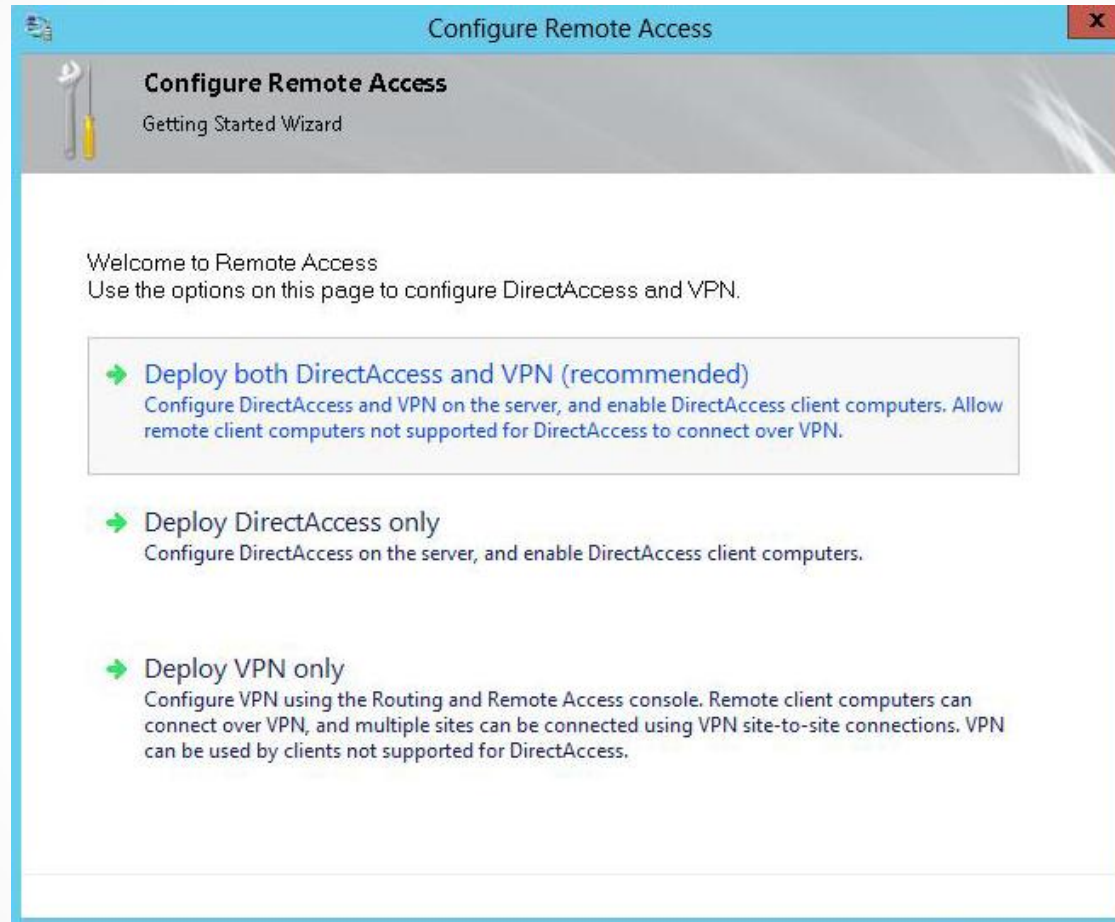 Configure Remote Access
x
Configure Remote Access
Getting Started Wizard
Welcome to Remote Access
Use the options on this page to configure DirectAccess and VPN.
Deploy both DirectAccess and VPN (recommended)
Configure DirectAccess and VPN on the server, and enable DirectAccess client computers. Allow
remote client computers not supported for DirectAccess to connect over VPN.
Deploy DirectAccess only
Configure DirectAccess on the server, and enable DirectAccess client computers.
Deploy VPN only
Configure VPN using the Routing and Remote Access console. Remote client computers can
connect over VPN, and multiple sites can be connected using VPN site-to-site connections. VPN
can be used by clients not supported for DirectAccess.